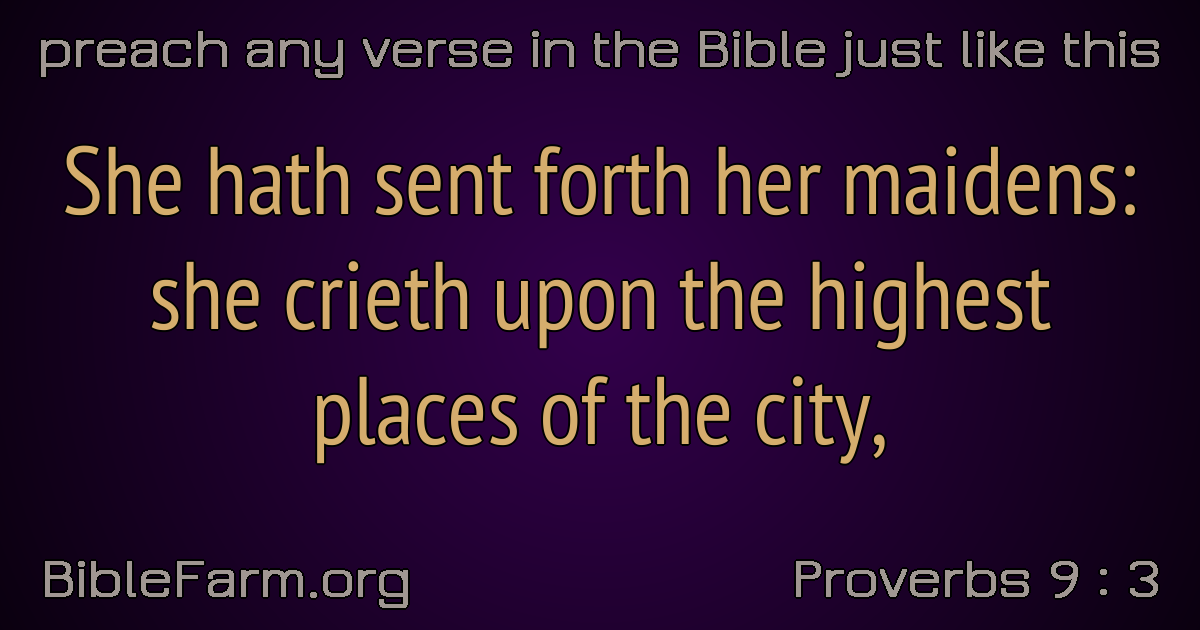 preach any verse in the Bible just like this
She hath sent forth her maidens:
she crieth upon the highest
places of the city,
BibleFarm.org
Proverbs 9 : 3